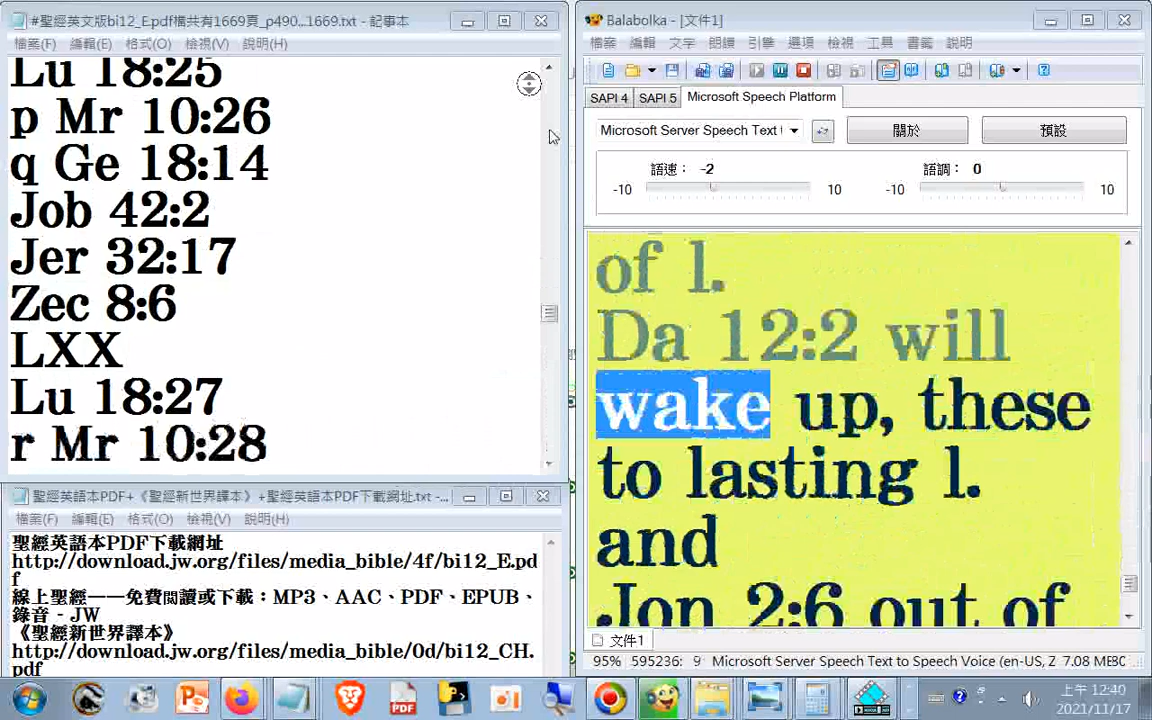 #聖經英文版bi12_E.pdf檔共有1669頁_p490...1669.txt - 記事本
檔案(F) 編輯(E) 格式(O) 檢視(V) 說明(H)
Lu 18:25
p Mr 10:26
q Ge 18:14
Job 42:2
Jer 32:17
Zec 8:6
LXX
Lu 18:27
r Mr 10:28
聖經英語本PDF+《聖經新世界譯本》+聖經英語本PDF下載網址.txt -...
檔案(F) 編輯(E) 格式(O) 檢視(V) 說明(H)
聖經英語本PDF下載網址
http://download.jw.org/files/media_bible/4f/bi12_E.pd
f
線上聖經——免費閱讀或下載：MP3、AAC、PDF、EPUB、
錄音 - JW
《聖經新世界譯本》
http://download.jw.org/files/media_bible/0d/bi12_CH.
pdf
Balabolka - [文件1]
檔案 編輯 文字 朗讀 引擎 選項 檢視 工具 書籤 說明
SAPI 4 SAPI 5 Microsoft Speech Platform
Microsoft Server Speech Text 關於 預設
語速： -2 語調： 0
-10 10 -10 10
of l.
Da 12:2 will
wake up, these
to lasting l.
and
Jon 2:6 out of
文件1
95% 595236: 9 Microsoft Server Speech Text to Speech Voice (en-US, Z 7.08 МЕВС
PDF
上午 12:40
2021/11/17